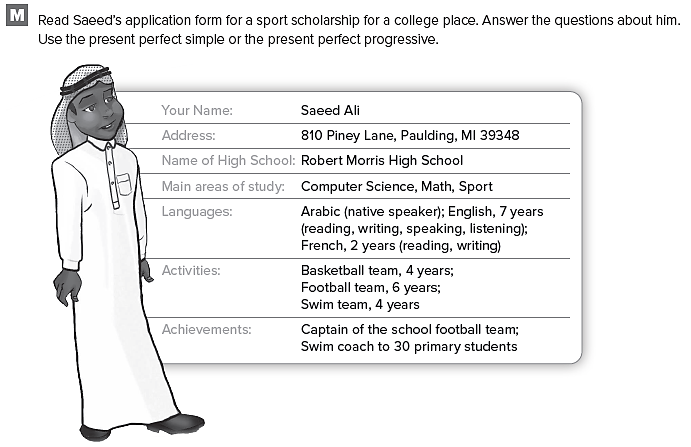 M Read Saeed's application form for a sport scholarship for a college place. Answer the questions about him.
Use the present perfect simple or the present perfect progressive.
Your Name: Saeed Ali
Address: 810 Piney Lane, Paulding, MI 39348
Name of High School: Robert Morris High School
Main areas of study: Computer Science, Math, Sport
Languages: Arabic (native speaker); English, 7 years
(reading, writing, speaking, listening);
French, 2 years (reading, writing)
Activities: Basketball team, 4 years;
Football team, 6 years;
Swim team, 4 years
Achievements: Captain of the school football team;
Swim coach to 30 primary students